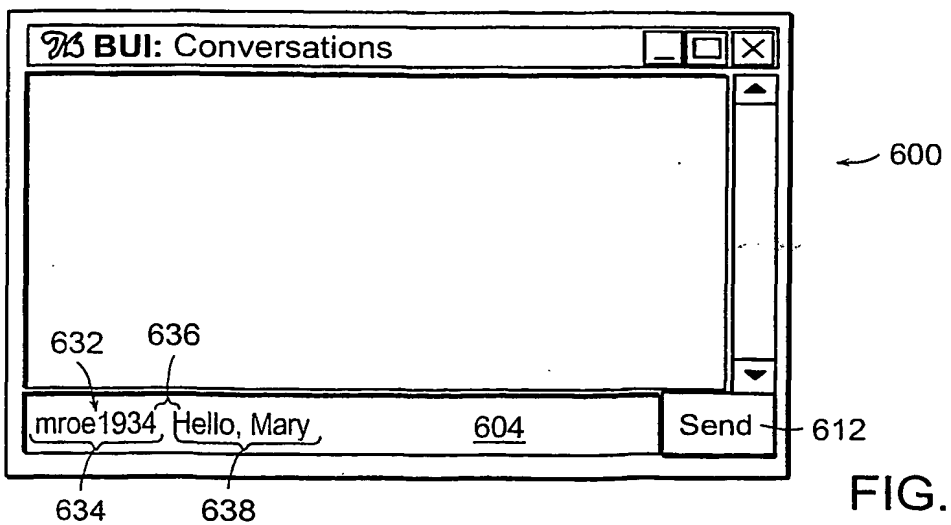 BUI: Conversations
600
632
636
mroe1934 Hello, Mary
604
Send
612
634
638
FIG.